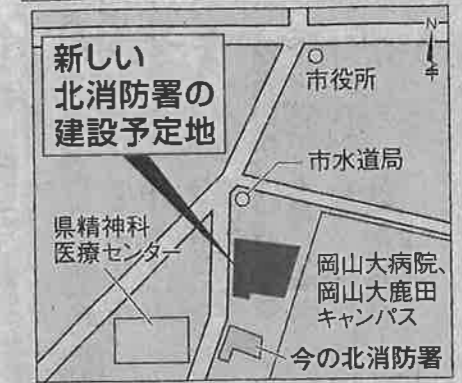 新しい
北消防署の
建設予定地
N
市役所
市水道局
県精神科
医療センター
岡山大病院、
岡山大鹿田
キャンパス
今の北消防署